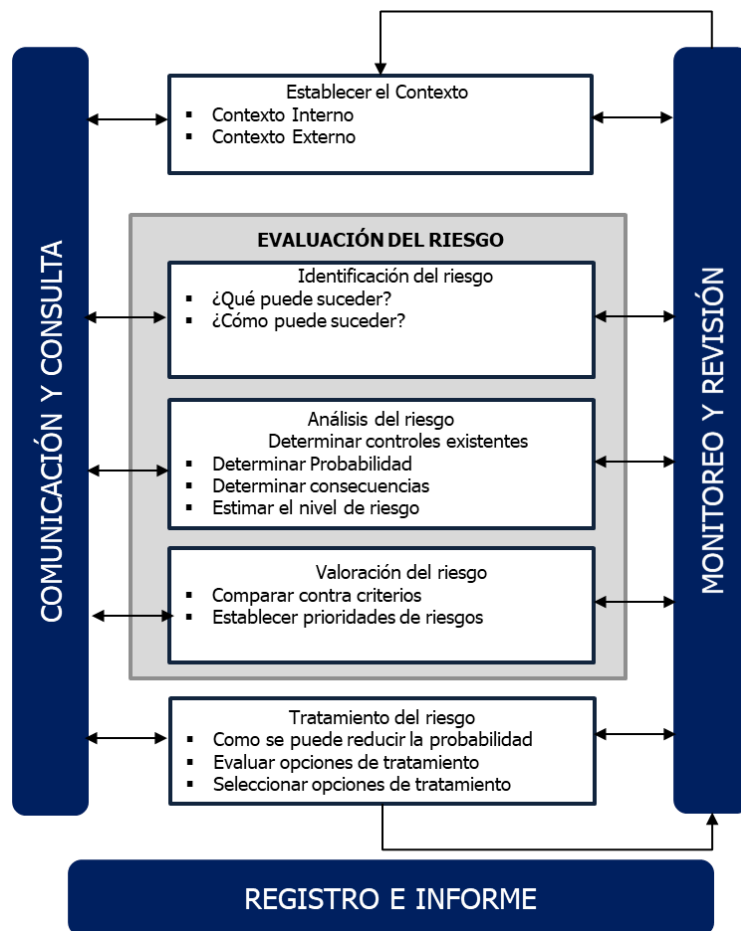 Establecer el Contexto
▪ Contexto Interno
▪ Contexto Externo
COMUNICACIÓN Y CONSULTA
EVALUACIÓN DEL RIESGO
Identificación del riesgo
▪ ¿Qué puede suceder?
▪ ¿Cómo puede suceder?
Análisis del riesgo
Determinar controles existentes
▪ Determinar Probabilidad
▪ Determinar consecuencias
▪ Estimar el nivel de riesgo
Valoración del riesgo
▪ Comparar contra criterios
▪ Establecer prioridades de riesgos
Tratamiento del riesgo
▪ Como se puede reducir la probabilidad
▪ Evaluar opciones de tratamiento
▪ Seleccionar opciones de tratamiento
MONITOREO Y REVISIÓN
REGISTRO E INFORME